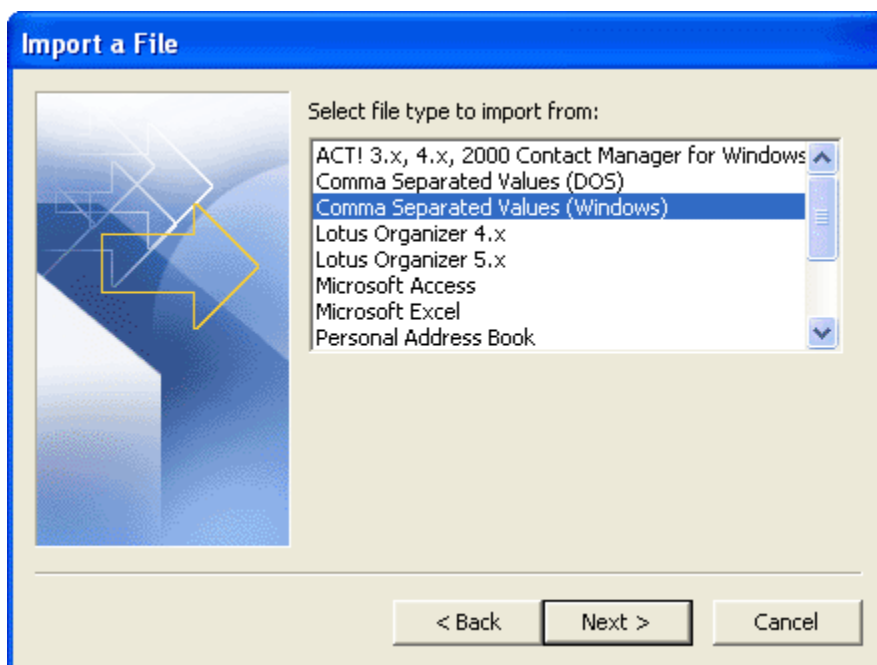 Import a File
Select file type to import from:
ACT! 3.x, 4.x, 2000 Contact Manager for Windows
Comma Separated Values (DOS)
Comma Separated Values (Windows)
Lotus Organizer 4.x
Lotus Organizer 5.x
Microsoft Access
Microsoft Excel
Personal Address Book
< Back Next > Cancel